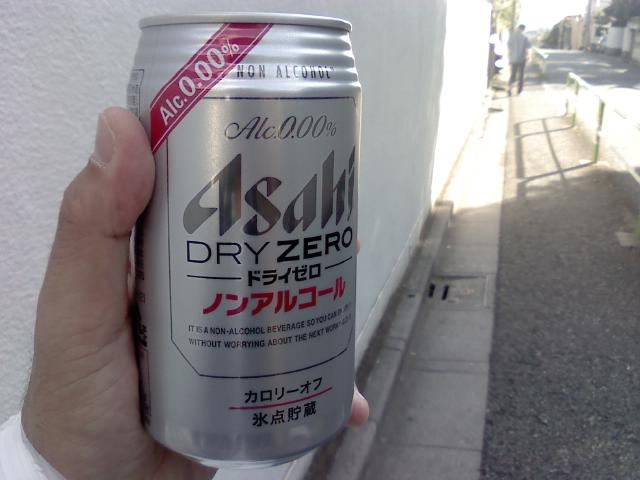 Alc.0.00%
NON ALCOHOL
Alc.0.00%
Asahi
DRY ZERO
ドライゼロ
ノンアルコール
IT IS A NON-ALCOHOL BEVERAGE SO YOU CAN
WITHOUT WORRYING ABOUT THE NEXT
カロリーオフ
氷点貯蔵